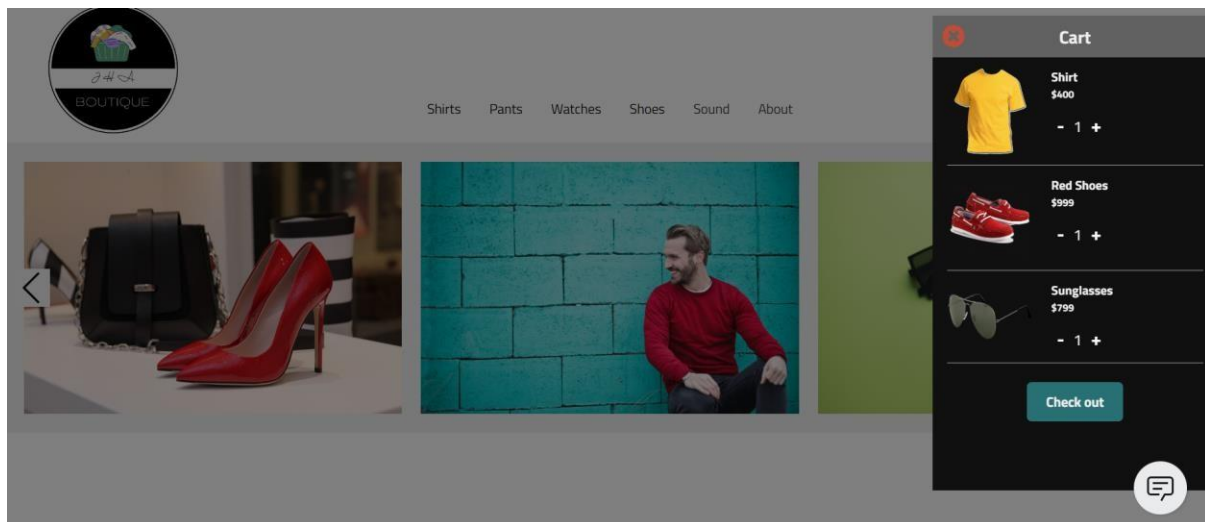 J H A
BOUTIQUE
Shirts Pants Watches Shoes Sound About
Cart
Shirt
$400
- 1 +
Red Shoes
$999
- 1 +
Sunglasses
$799
- 1 +
Check out